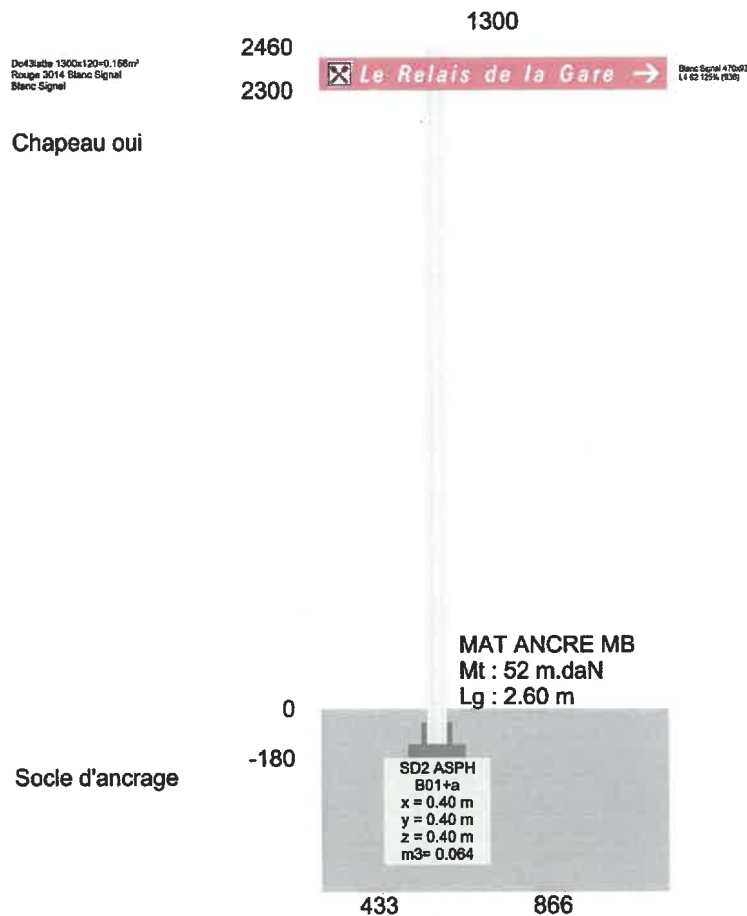 1300
2460
Dc43latte 1300x120=0.156m²
Rouge 3014 Blanc Signal
Blanc Signal
Le Relais de la Gare →
2300
Chapeau oui
MAT ANCRE MB
Mt : 52 m.daN
Lg : 2.60 m
0
-180
Socle d'ancrage
SD2 ASPH
B01+a
x = 0.40 m
y = 0.40 m
z = 0.40 m
m3= 0.064
433
866